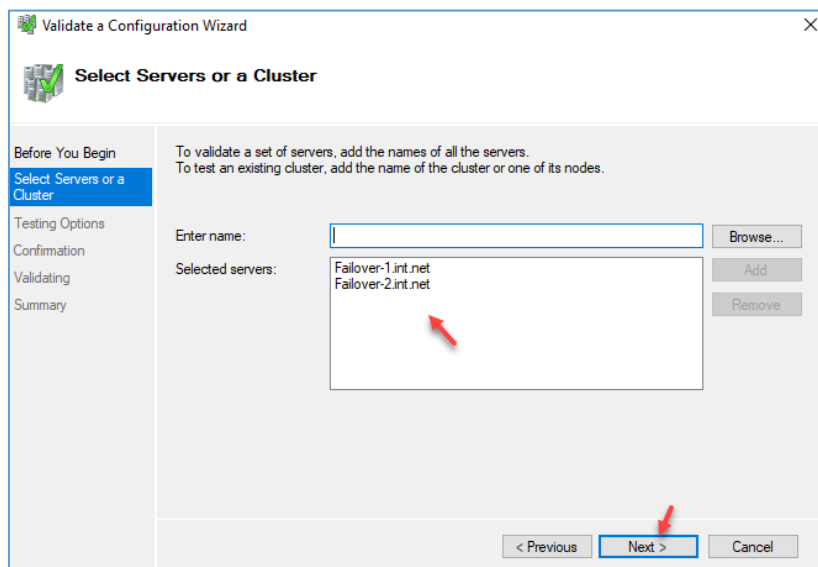 Validate a Configuration Wizard
Select Servers or a Cluster
Before You Begin
Select Servers or a
Cluster
Testing Options
Confirmation
Validating
Summary
To validate a set of servers, add the names of all the servers.
To test an existing cluster, add the name of the cluster or one of its nodes.
Enter name:
Browse...
Selected servers:
Failover-1.int.net
Failover-2.int.net
Add
Remove
< Previous
Next >
Cancel